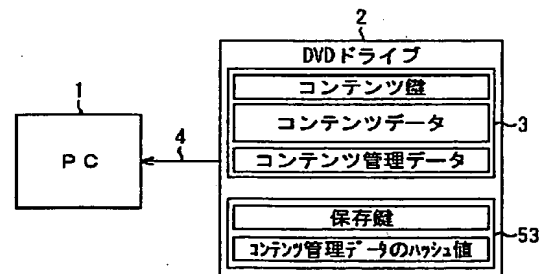 2
DVDドライブ
1
コンテンツ鍵
4
コンテンツデータ
3
PC
コンテンツ管理データ
保存鍵
53
コンテンツ管理データのハッシュ値